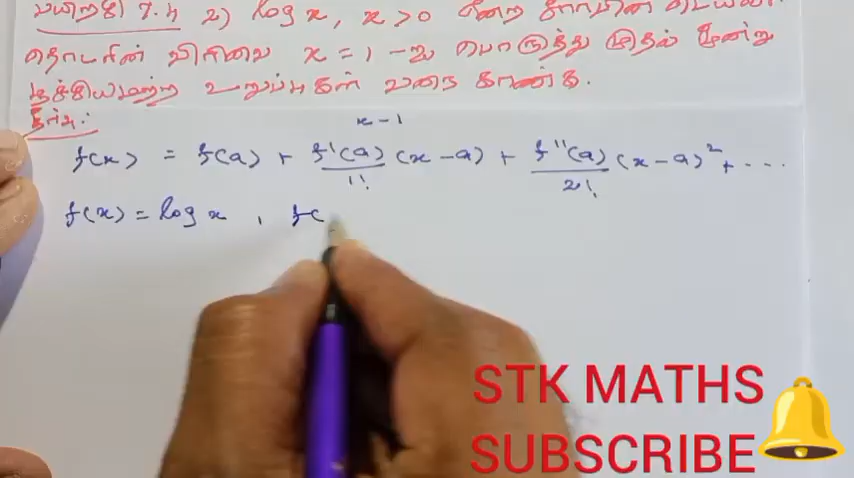 பயிற்சி 7.4 2) log x, x > 0 என்ற சார்பின் டெய்லர்
தொடரின் விரிவை x = 1 -ஐ பொறுத்து முதல் மூன்று
பூச்சியமற்ற உறுப்புகள் வரை காண்க.
தீர்வு:
x - 1
f(x) = f(a) + f'(a)/1! (x - a) + f''(a)/2! (x - a)² + ...
f(x) = log x , f(
STK MATHS
SUBSCRIBE